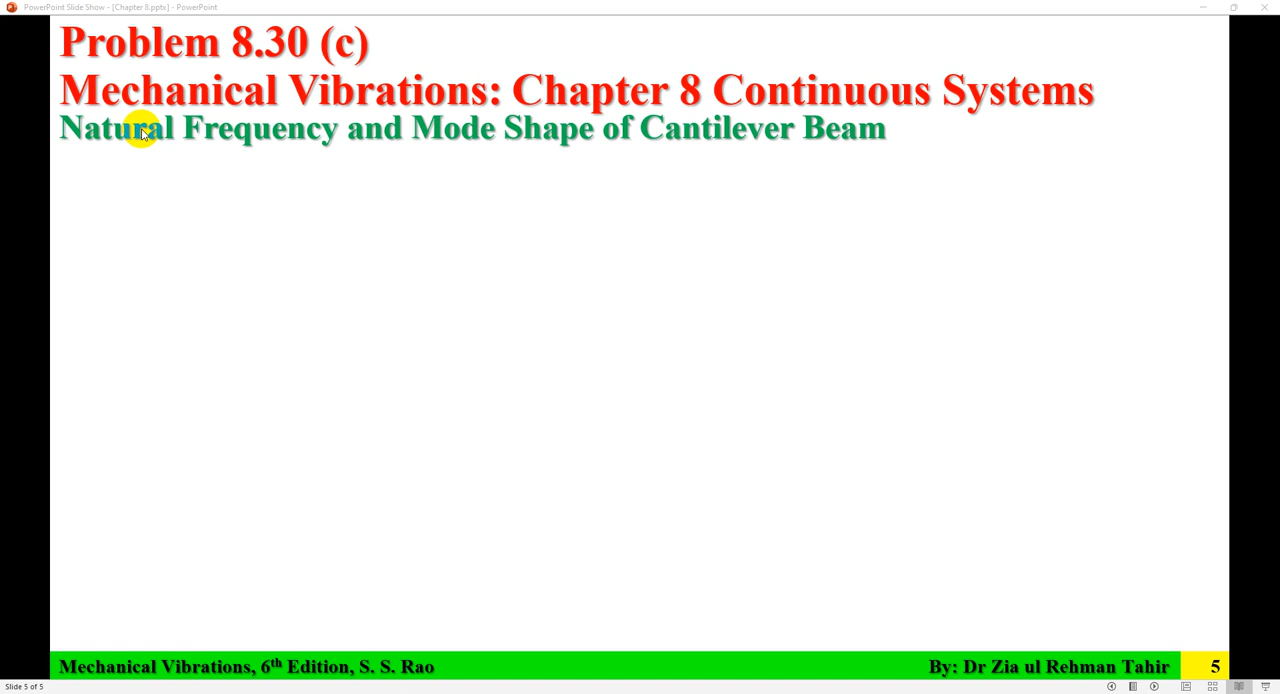 PowerPoint Slide Show - [Chapter 8.ppts] - PowerPoint
Problem 8.30 (c)
Mechanical Vibrations: Chapter 8 Continuous Systems
Natural Frequency and Mode Shape of Cantilever Beam
Mechanical Vibrations, 6th Edition, S. S. Rao
By: Dr Zia ul Rehman Tahir
5
Slide 5 of 5